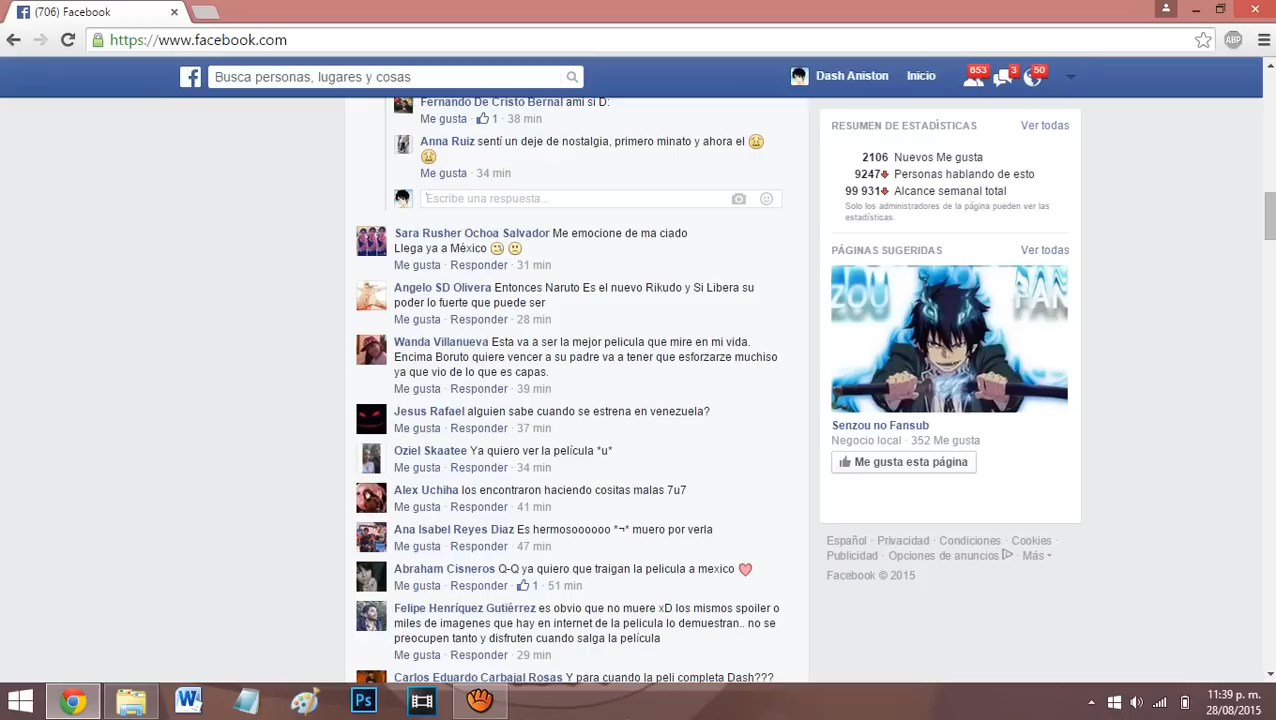 (706) Facebook
https://www.facebook.com
ABP
Busca personas, lugares y cosas
Dash Aniston
Inicio
653
3
50
Fernando De Cristo Bernal ami si D:
Me gusta · 1 · 38 min
Anna Ruiz sentí un deje de nostalgia, primero minato y ahora el
Me gusta · 34 min
Escribe una respuesta...
Sara Rusher Ochoa Salvador Me emocione de ma ciado
Llega ya a México
Me gusta · Responder · 31 min
Angelo SD Olivera Entonces Naruto Es el nuevo Rikudo y Si Libera su
poder lo fuerte que puede ser
Me gusta · Responder · 28 min
Wanda Villanueva Esta va a ser la mejor pelicula que mire en mi vida.
Encima Boruto quiere vencer a su padre va a tener que esforzarze muchiso
ya que vio de lo que es capas.
Me gusta · Responder · 39 min
Jesus Rafael alguien sabe cuando se estrena en venezuela?
Me gusta · Responder · 37 min
Oziel Skaatee Ya quiero ver la película *u*
Me gusta · Responder · 34 min
Alex Uchiha los encontraron haciendo cositas malas 7u7
Me gusta · Responder · 41 min
Ana Isabel Reyes Diaz Es hermosoooooo *¬* muero por verla
Me gusta · Responder · 47 min
Abraham Cisneros Q-Q ya quiero que traigan la pelicula a mexico
Me gusta · Responder · 1 · 51 min
Felipe Henríquez Gutiérrez es obvio que no muere xD los mismos spoiler o
miles de imagenes que hay en internet de la pelicula lo demuestran.. no se
preocupen tanto y disfruten cuando salga la película
Me gusta · Responder · 29 min
Carlos Eduardo Carbajal Rosas Y para cuando la peli completa Dash???
RESUMEN DE ESTADÍSTICAS
Ver todas
2106 Nuevos Me gusta
9247 Personas hablando de esto
99 931 Alcance semanal total
Solo los administradores de la página pueden ver las
estadísticas.
PÁGINAS SUGERIDAS
Ver todas
ZOU
FAN
Senzou no Fansub
Negocio local · 352 Me gusta
Me gusta esta página
Español · Privacidad · Condiciones · Cookies ·
Publicidad · Opciones de anuncios · Más
Facebook © 2015
W
Ps
11:39 p. m.
28/08/2015